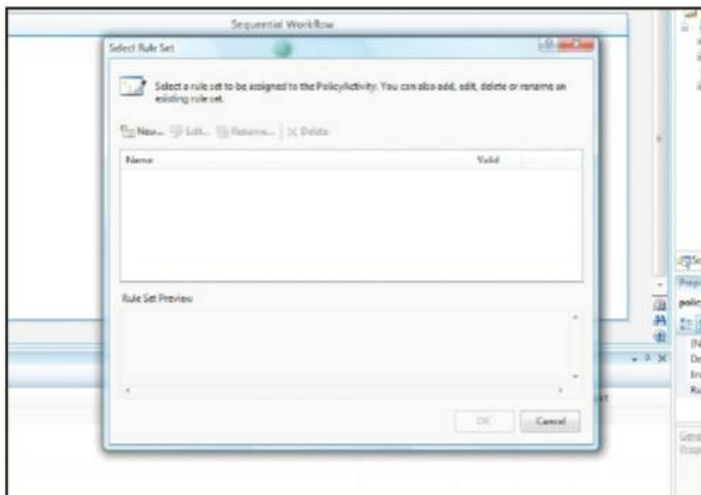 Sequential Workflow
Select Rule Set
Select a rule set to be assigned to the PolicyActivity. You can also add, edit, delete or rename an
existing rule set.
New... Edit... Rename... Delete
Name Valid
Rule Set Preview
OK Cancel